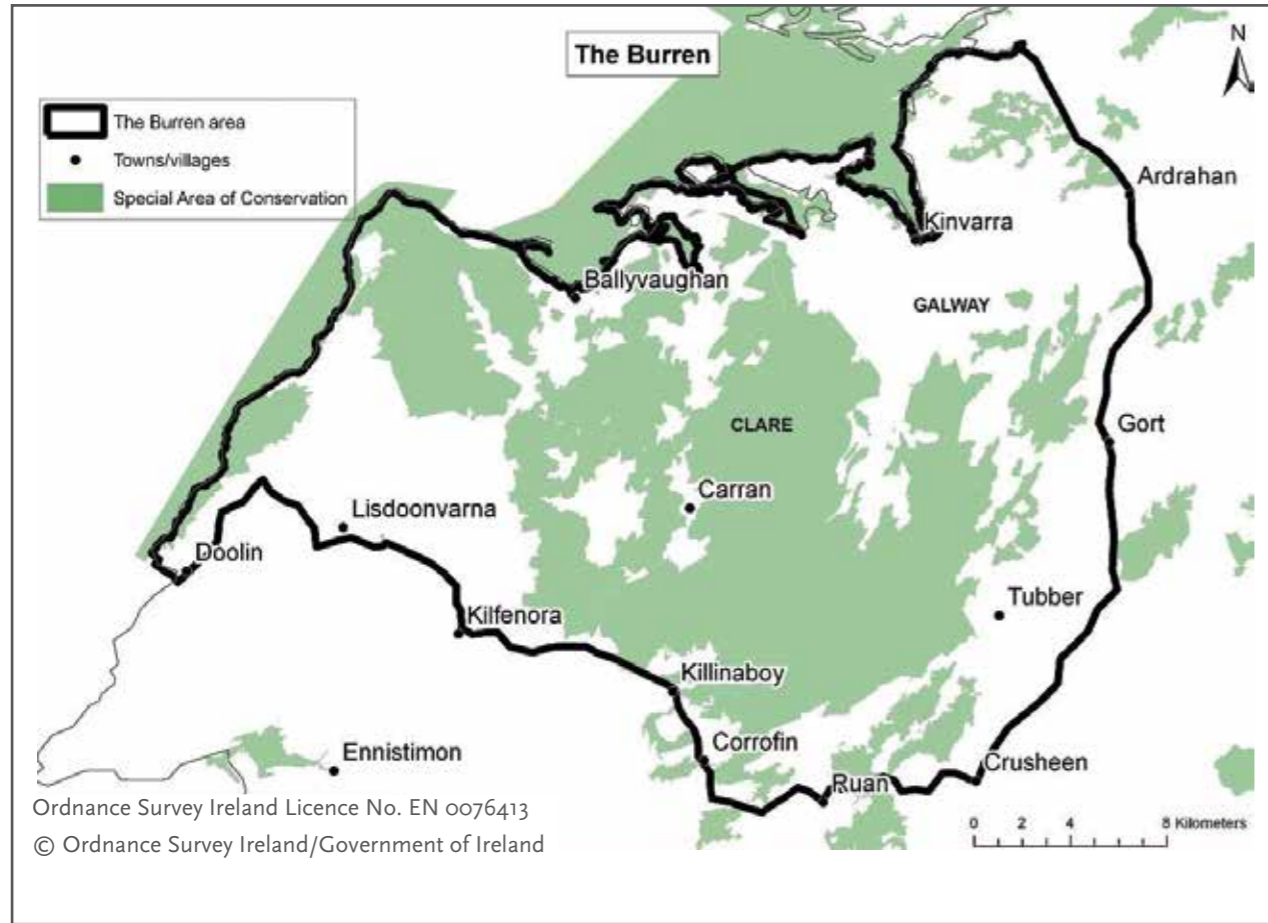 The Burren
N
The Burren area
Towns/villages
Special Area of Conservation
Ardrahan
Kinvarra
Ballyvaughan
GALWAY
CLARE
Gort
Carran
Lisdoonvarna
Doolin
Tubber
Kilfenora
Killinaboy
Corrofin
Crusheen
Ruan
Ennistimon
0 2 4 8 Kilometers
Ordnance Survey Ireland Licence No. EN 0076413
© Ordnance Survey Ireland/Government of Ireland